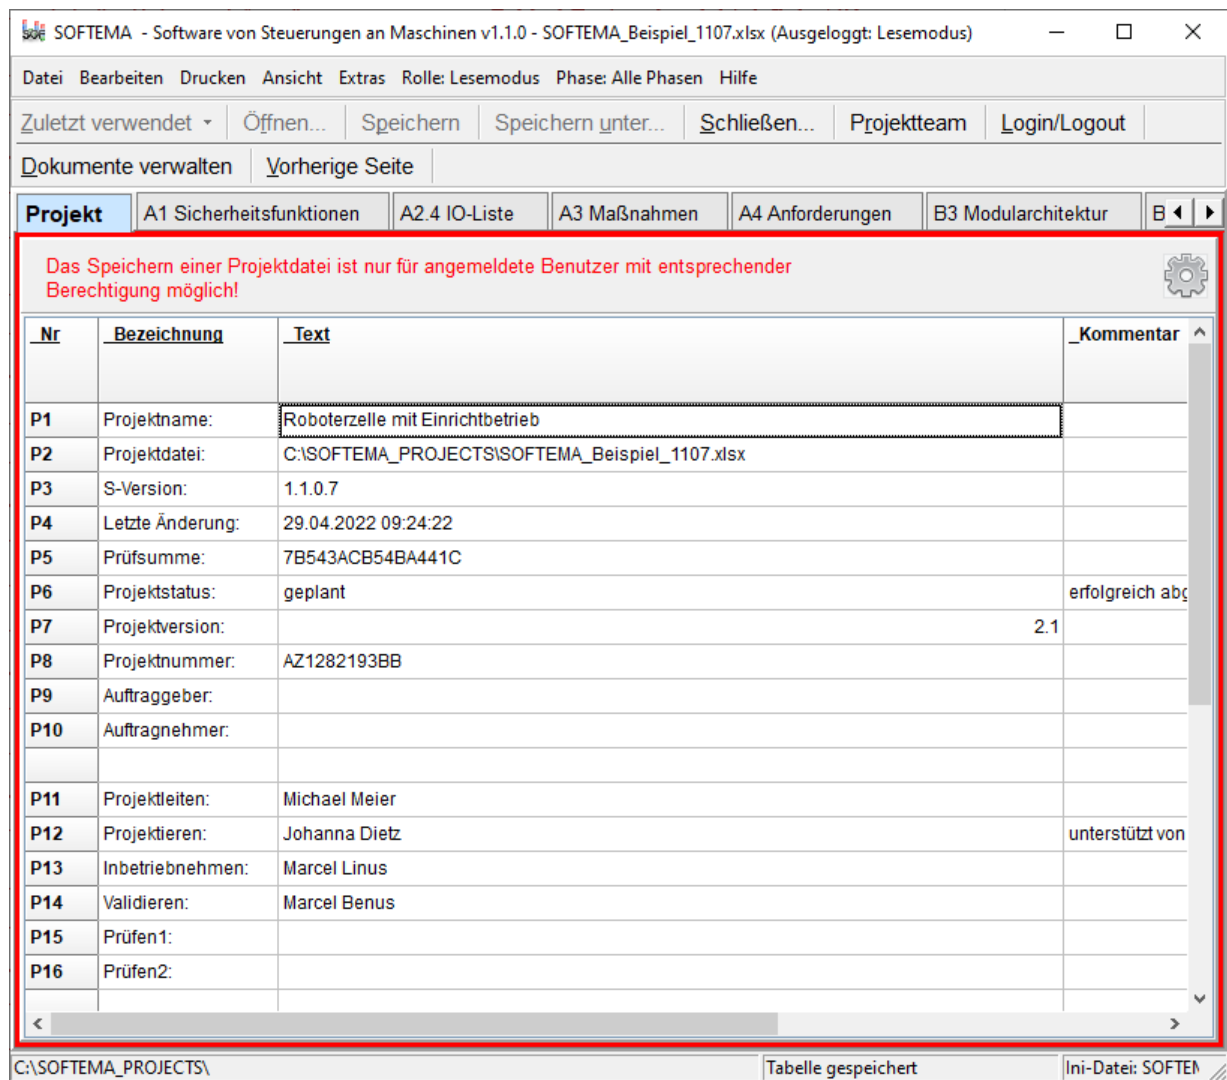 SOFTEMA - Software von Steuerungen an Maschinen v1.1.0 - SOFTEMA_Beispiel_1107.xlsx (Ausgeloggt: Lesemodus)
Datei Bearbeiten Drucken Ansicht Extras Rolle: Lesemodus Phase: Alle Phasen Hilfe
Zuletzt verwendet Öffnen... Speichern Speichern unter... Schließen... Projektteam Login/Logout
Dokumente verwalten Vorherige Seite
Projekt A1 Sicherheitsfunktionen A2.4 IO-Liste A3 Maßnahmen A4 Anforderungen B3 Modularchitektur B
Das Speichern einer Projektdatei ist nur für angemeldete Benutzer mit entsprechender
Berechtigung möglich!
_Nr _Bezeichnung _Text _Kommentar
P1 Projektname: Roboterzelle mit Einrichtbetrieb
P2 Projektdatei: C:\SOFTEMA_PROJECTS\SOFTEMA_Beispiel_1107.xlsx
P3 S-Version: 1.1.0.7
P4 Letzte Änderung: 29.04.2022 09:24:22
P5 Prüfsumme: 7B543ACB54BA441C
P6 Projektstatus: geplant erfolgreich abg
P7 Projektversion: 2.1
P8 Projektnummer: AZ1282193BB
P9 Auftraggeber:
P10 Auftragnehmer:
P11 Projektleiten: Michael Meier
P12 Projektieren: Johanna Dietz unterstützt von
P13 Inbetriebnehmen: Marcel Linus
P14 Validieren: Marcel Benus
P15 Prüfen1:
P16 Prüfen2:
C:\SOFTEMA_PROJECTS\ Tabelle gespeichert Ini-Datei: SOFTEM